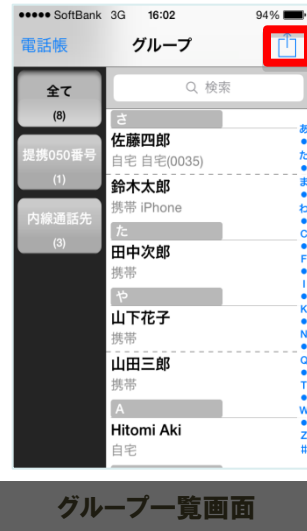 SoftBank 3G 16:02 94%
電話帳 グループ
全て
(8)
検索
提携050番号
(1)
内線通話先
(3)
さ
佐藤四郎
自宅 自宅(0035)
鈴木太郎
携帯 iPhone
た
田中次郎
携帯
や
山下花子
携帯
山田三郎
携帯
A
Hitomi Aki
自宅
あ
た
ま
わ
C
F
I
K
N
Q
T
W
Z
#
グループ一覧画面